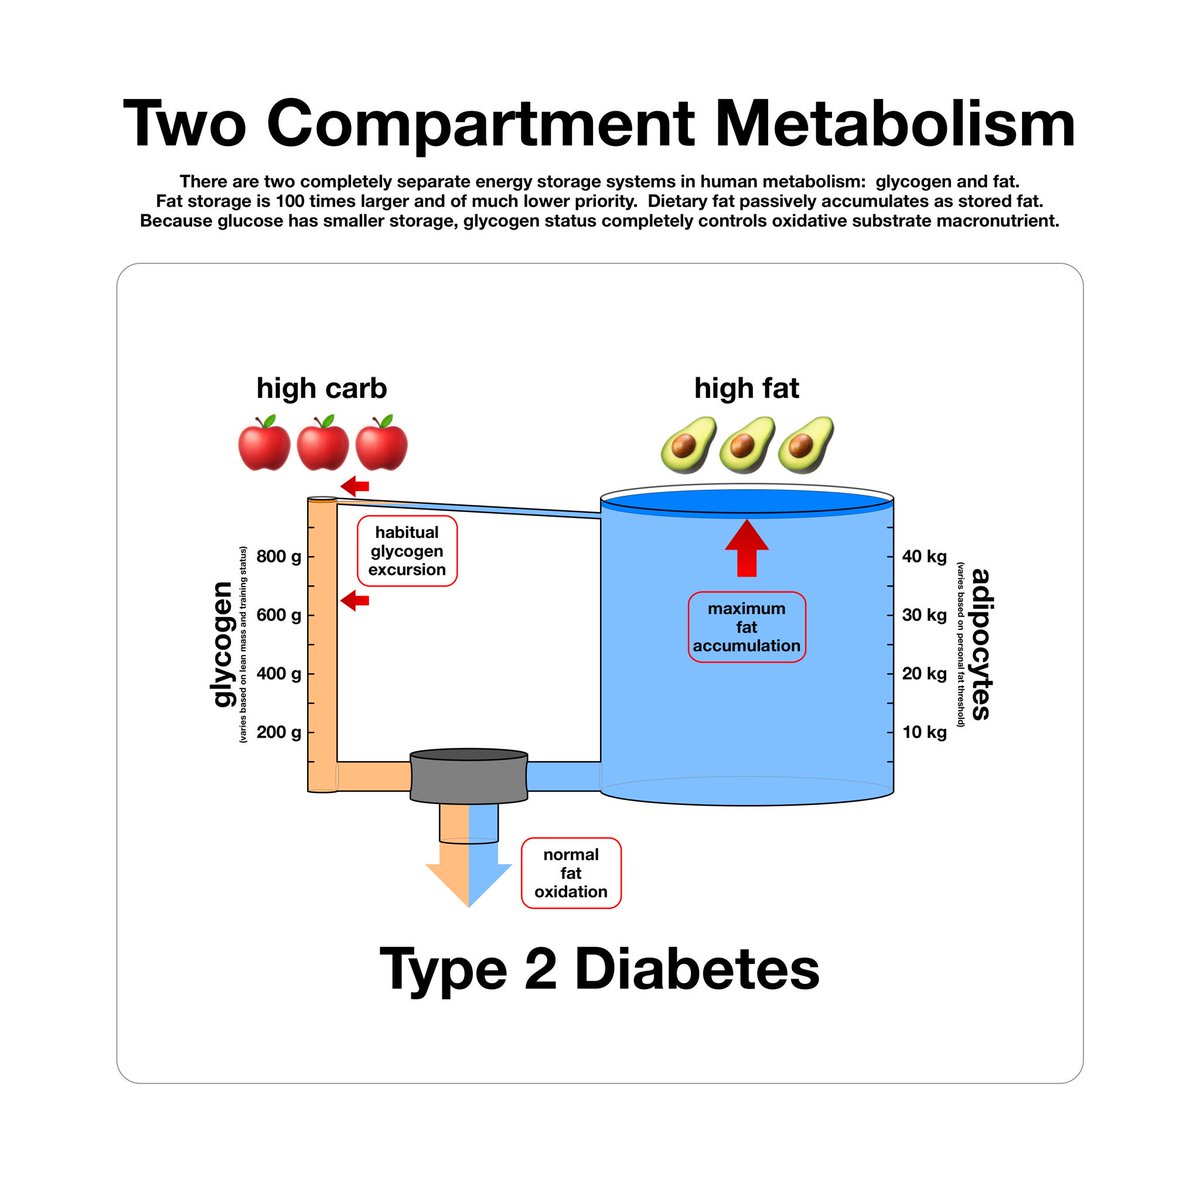 Two Compartment Metabolism
There are two completely separate energy storage systems in human metabolism:  glycogen and fat.
Fat storage is 100 times larger and of much lower priority.  Dietary fat passively accumulates as stored fat.
Because glucose has smaller storage, glycogen status completely controls oxidative substrate macronutrient.
high carb
high fat
habitual
glycogen
excursion
800 g
600 g
400 g
200 g
glycogen
(varies based on lean mass and training status)
maximum
fat
accumulation
40 kg
30 kg
20 kg
10 kg
adipocytes
(varies based on personal fat threshold)
normal
fat
oxidation
Type 2 Diabetes